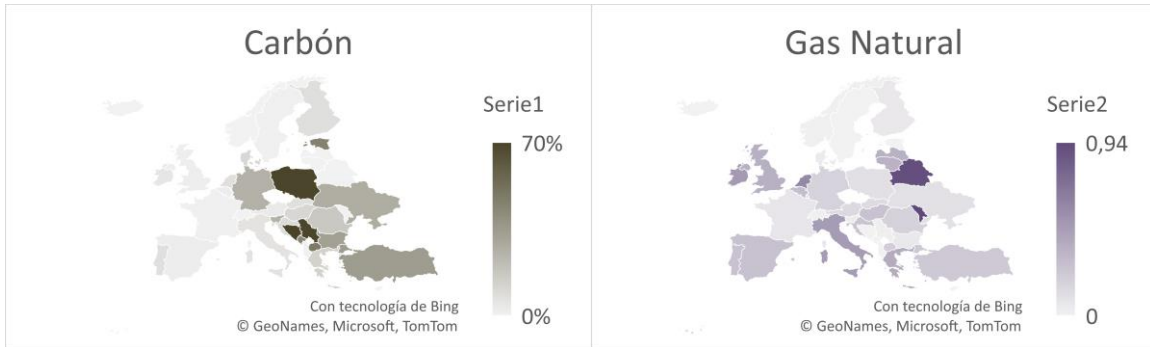 Carbón
Serie1
70%
0%
Con tecnología de Bing
© GeoNames, Microsoft, TomTom
Gas Natural
Serie2
0,94
0
Con tecnología de Bing
© GeoNames, Microsoft, TomTom